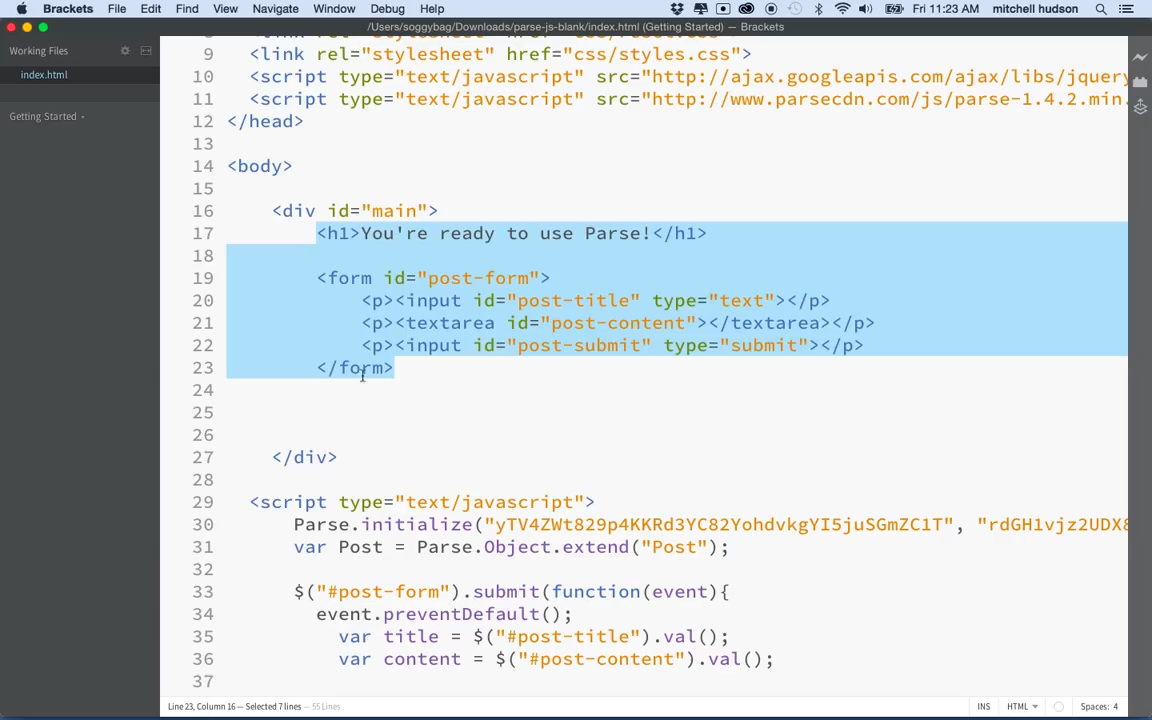 Brackets File Edit Find View Navigate Window Debug Help Fri 11:23 AM mitchell hudson
/Users/soggybag/Downloads/parse-js-blank/index.html (Getting Started) — Brackets
Working Files
index.html
Getting Started
9 <link rel="stylesheet" href="css/styles.css">
10 <script type="text/javascript" src="http://ajax.googleapis.com/ajax/libs/jquery
11 <script type="text/javascript" src="http://www.parsecdn.com/js/parse-1.4.2.min.
12 </head>
13
14 <body>
15
16 <div id="main">
17 <h1>You're ready to use Parse!</h1>
18
19 <form id="post-form">
20 <p><input id="post-title" type="text"></p>
21 <p><textarea id="post-content"></textarea></p>
22 <p><input id="post-submit" type="submit"></p>
23 </form>
24
25
26
27 </div>
28
29 <script type="text/javascript">
30 Parse.initialize("yTV4ZWt829p4KKRd3YC82YohdvkgYI5juSGmZC1T", "rdGH1vjz2UDX8
31 var Post = Parse.Object.extend("Post");
32
33 $("#post-form").submit(function(event){
34 event.preventDefault();
35 var title = $("#post-title").val();
36 var content = $("#post-content").val();
37
Line 23, Column 16 — Selected 7 lines — 55 Lines INS HTML Spaces: 4